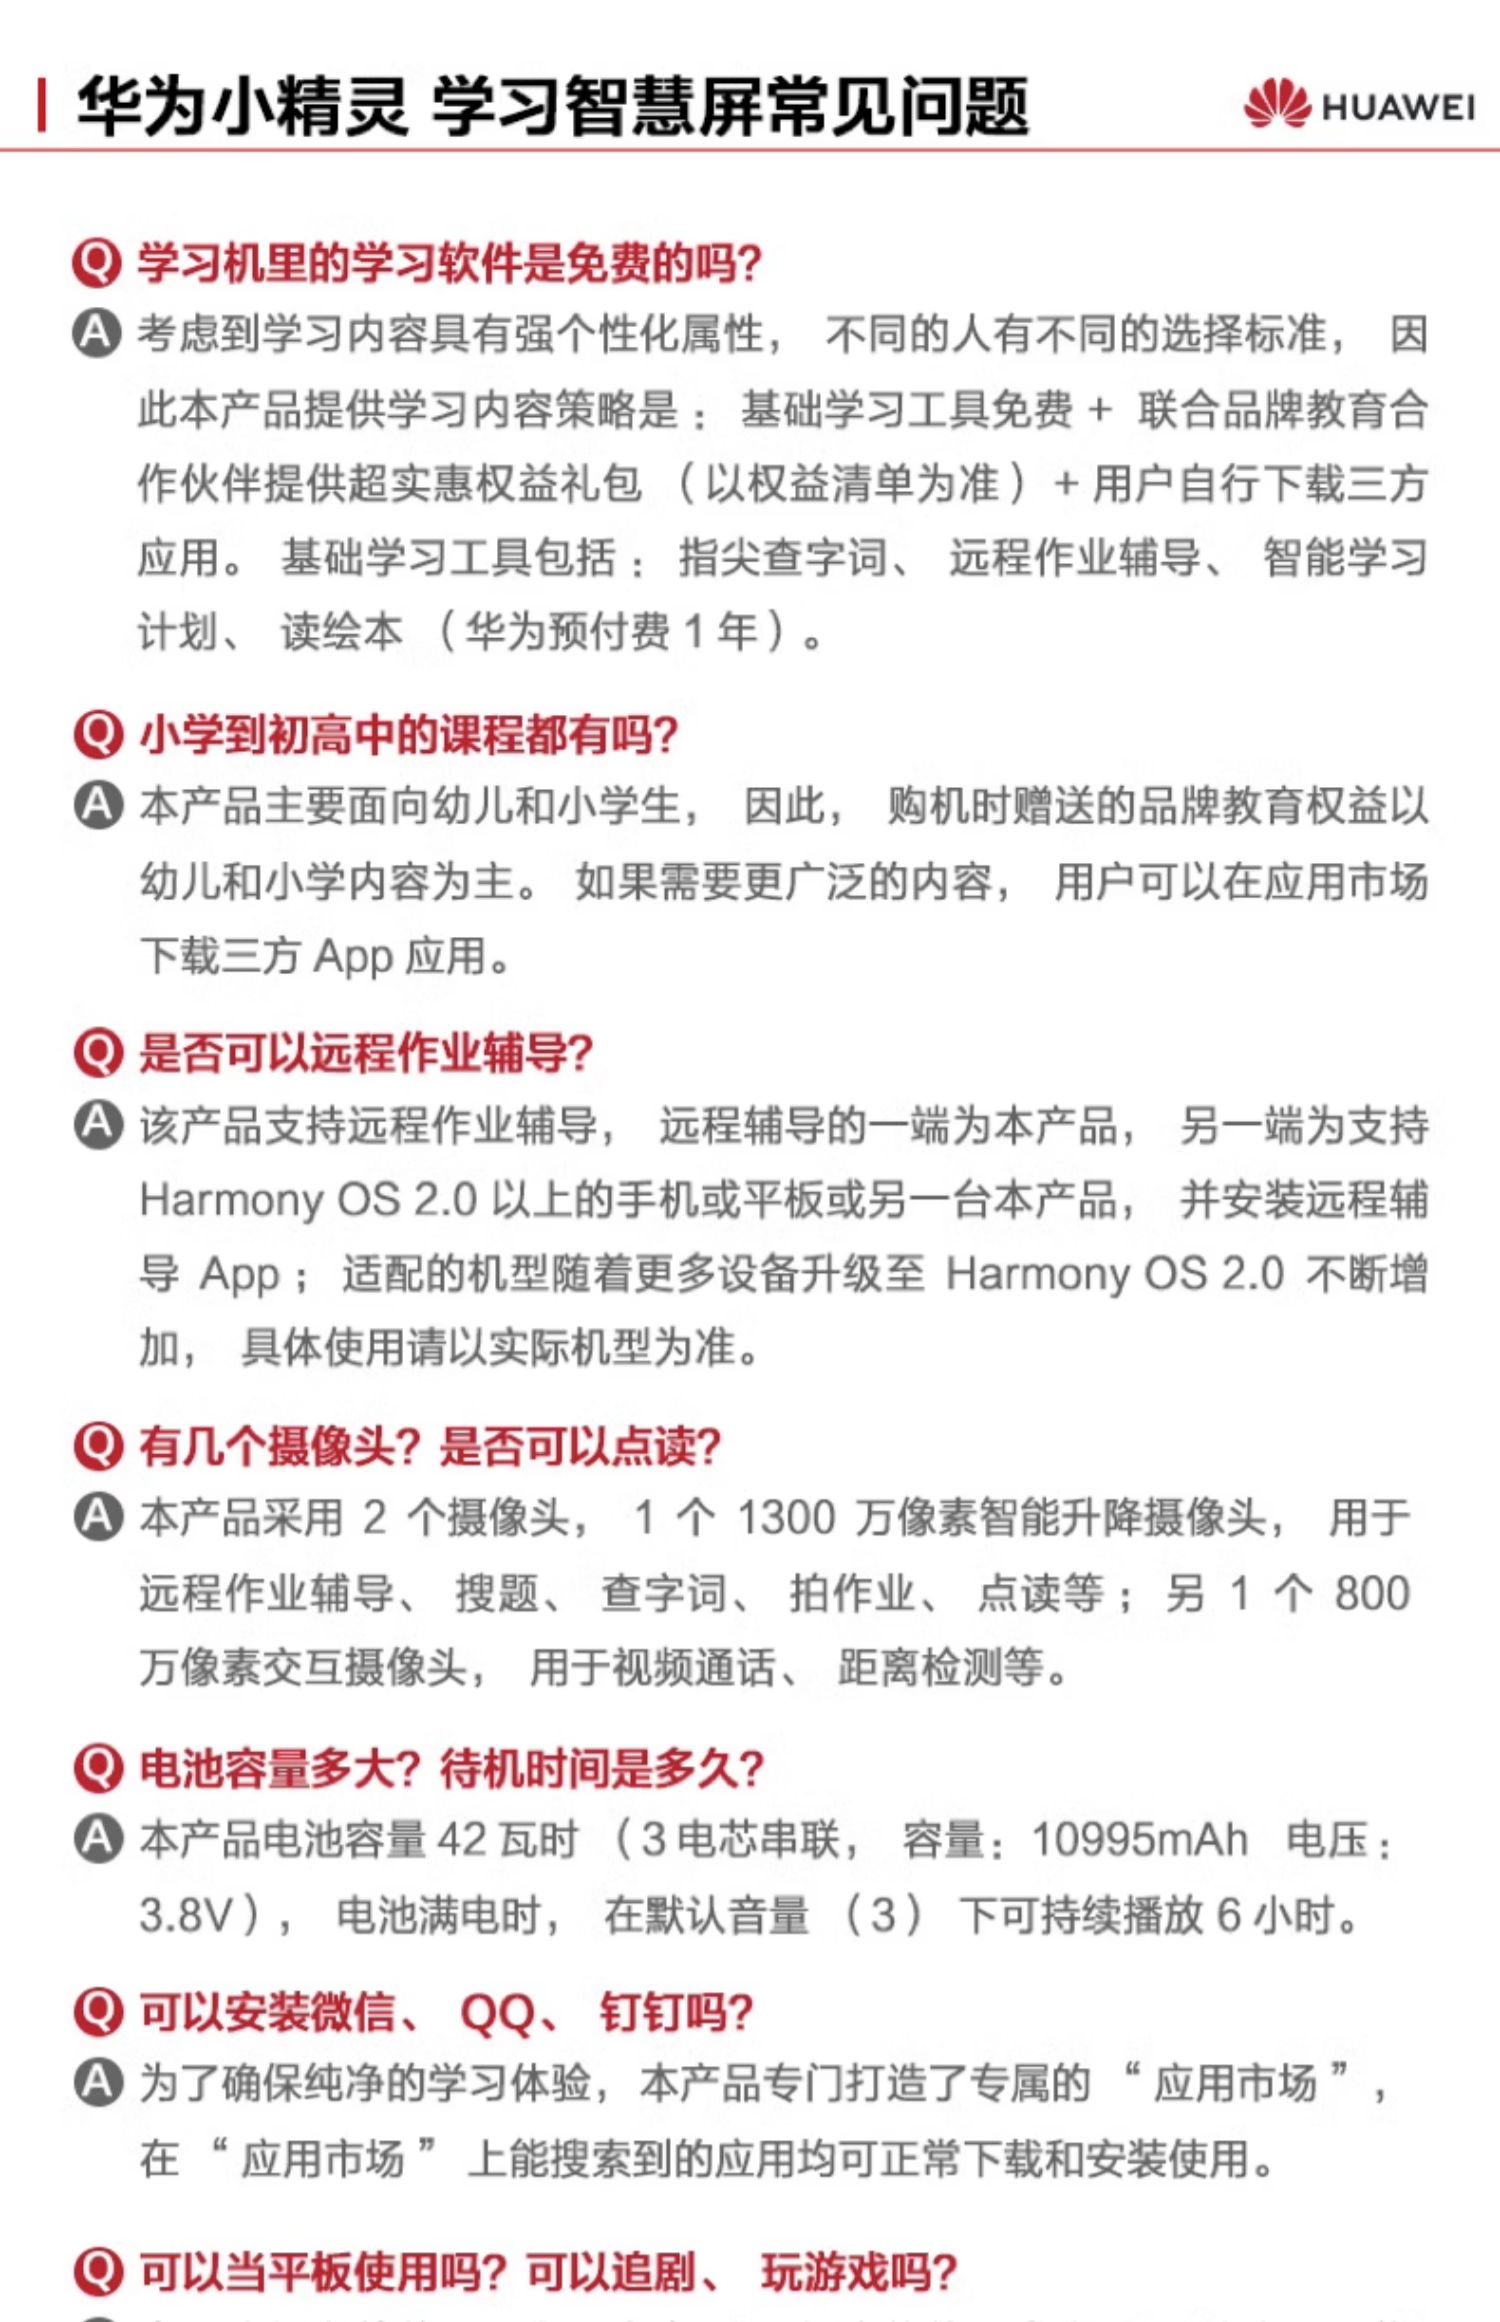 华为小精灵 学习智慧屏常见问题
HUAWEI
Q 学习机里的学习软件是免费的吗?
A 考虑到学习内容具有强个性化属性， 不同的人有不同的选择标准， 因
此本产品提供学习内容策略是： 基础学习工具免费 + 联合品牌教育合
作伙伴提供超实惠权益礼包 （以权益清单为准）+ 用户自行下载三方
应用。 基础学习工具包括： 指尖查字词、 远程作业辅导、 智能学习
计划、 读绘本 （华为预付费 1 年）。
Q 小学到初高中的课程都有吗?
A 本产品主要面向幼儿和小学生， 因此， 购机时赠送的品牌教育权益以
幼儿和小学内容为主。 如果需要更广泛的内容， 用户可以在应用市场
下载三方 App 应用。
Q 是否可以远程作业辅导?
A 该产品支持远程作业辅导， 远程辅导的一端为本产品， 另一端为支持
Harmony OS 2.0 以上的手机或平板或另一台本产品， 并安装远程辅
导 App； 适配的机型随着更多设备升级至 Harmony OS 2.0 不断增
加， 具体使用请以实际机型为准。
Q 有几个摄像头? 是否可以点读?
A 本产品采用 2 个摄像头， 1 个 1300 万像素智能升降摄像头， 用于
远程作业辅导、 搜题、 查字词、 拍作业、 点读等； 另 1 个 800
万像素交互摄像头， 用于视频通话、 距离检测等。
Q 电池容量多大? 待机时间是多久?
A 本产品电池容量 42 瓦时 （3 电芯串联， 容量：10995mAh 电压：
3.8V）， 电池满电时， 在默认音量 （3） 下可持续播放 6 小时。
Q 可以安装微信、 QQ、 钉钉吗?
A 为了确保纯净的学习体验，本产品专门打造了专属的 “ 应用市场 ”，
在 “ 应用市场 ” 上能搜索到的应用均可正常下载和安装使用。
Q 可以当平板使用吗? 可以追剧、 玩游戏吗?